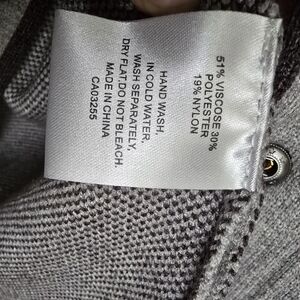 51% VISCOSE 30%
POLYESTER
19% NYLON
HAND WASH,
IN COLD WATER,
WASH SEPARATELY,
DRY FLAT,DO NOT BLEACH.
MADE IN CHINA
CA03255